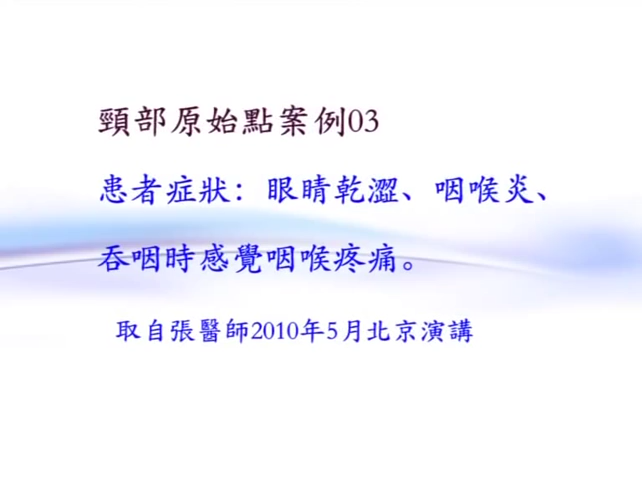 頸部原始點案例03
患者症狀：眼睛乾澀、咽喉炎、
吞咽時感覺咽喉疼痛。
取自張醫師2010年5月北京演講